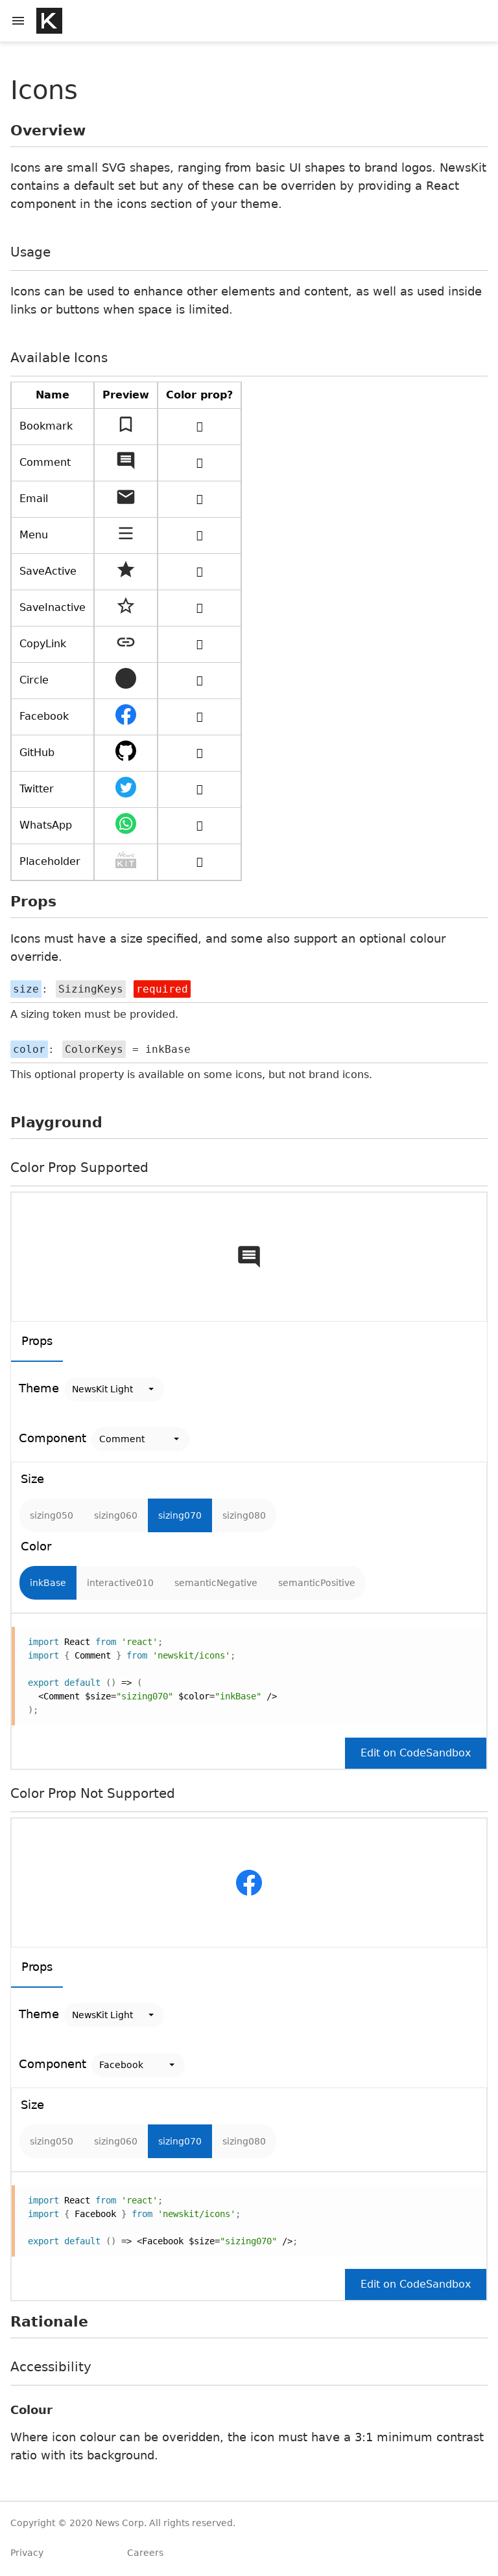 K
Icons
Overview
Icons are small SVG shapes, ranging from basic UI shapes to brand logos. NewsKit
contains a default set but any of these can be overriden by providing a React
component in the icons section of your theme.
Usage
Icons can be used to enhance other elements and content, as well as used inside
links or buttons when space is limited.
Available Icons
Name Preview Color prop?
Bookmark
Comment
Email
Menu
SaveActive
SaveInactive
CopyLink
Circle
Facebook
GitHub
Twitter
WhatsApp
Placeholder News KIT
Props
Icons must have a size specified, and some also support an optional colour
override.
size: SizingKeys required
A sizing token must be provided.
color: ColorKeys = inkBase
This optional property is available on some icons, but not brand icons.
Playground
Color Prop Supported
Props
Theme NewsKit Light
Component Comment
Size
sizing050 sizing060 sizing070 sizing080
Color
inkBase interactive010 semanticNegative semanticPositive
import React from 'react';
import { Comment } from 'newskit/icons';
export default () => (
<Comment $size="sizing070" $color="inkBase" />
);
Edit on CodeSandbox
Color Prop Not Supported
Props
Theme NewsKit Light
Component Facebook
Size
sizing050 sizing060 sizing070 sizing080
import React from 'react';
import { Facebook } from 'newskit/icons';
export default () => <Facebook $size="sizing070" />;
Edit on CodeSandbox
Rationale
Accessibility
Colour
Where icon colour can be overidden, the icon must have a 3:1 minimum contrast
ratio with its background.
Copyright © 2020 News Corp. All rights reserved.
Privacy Careers